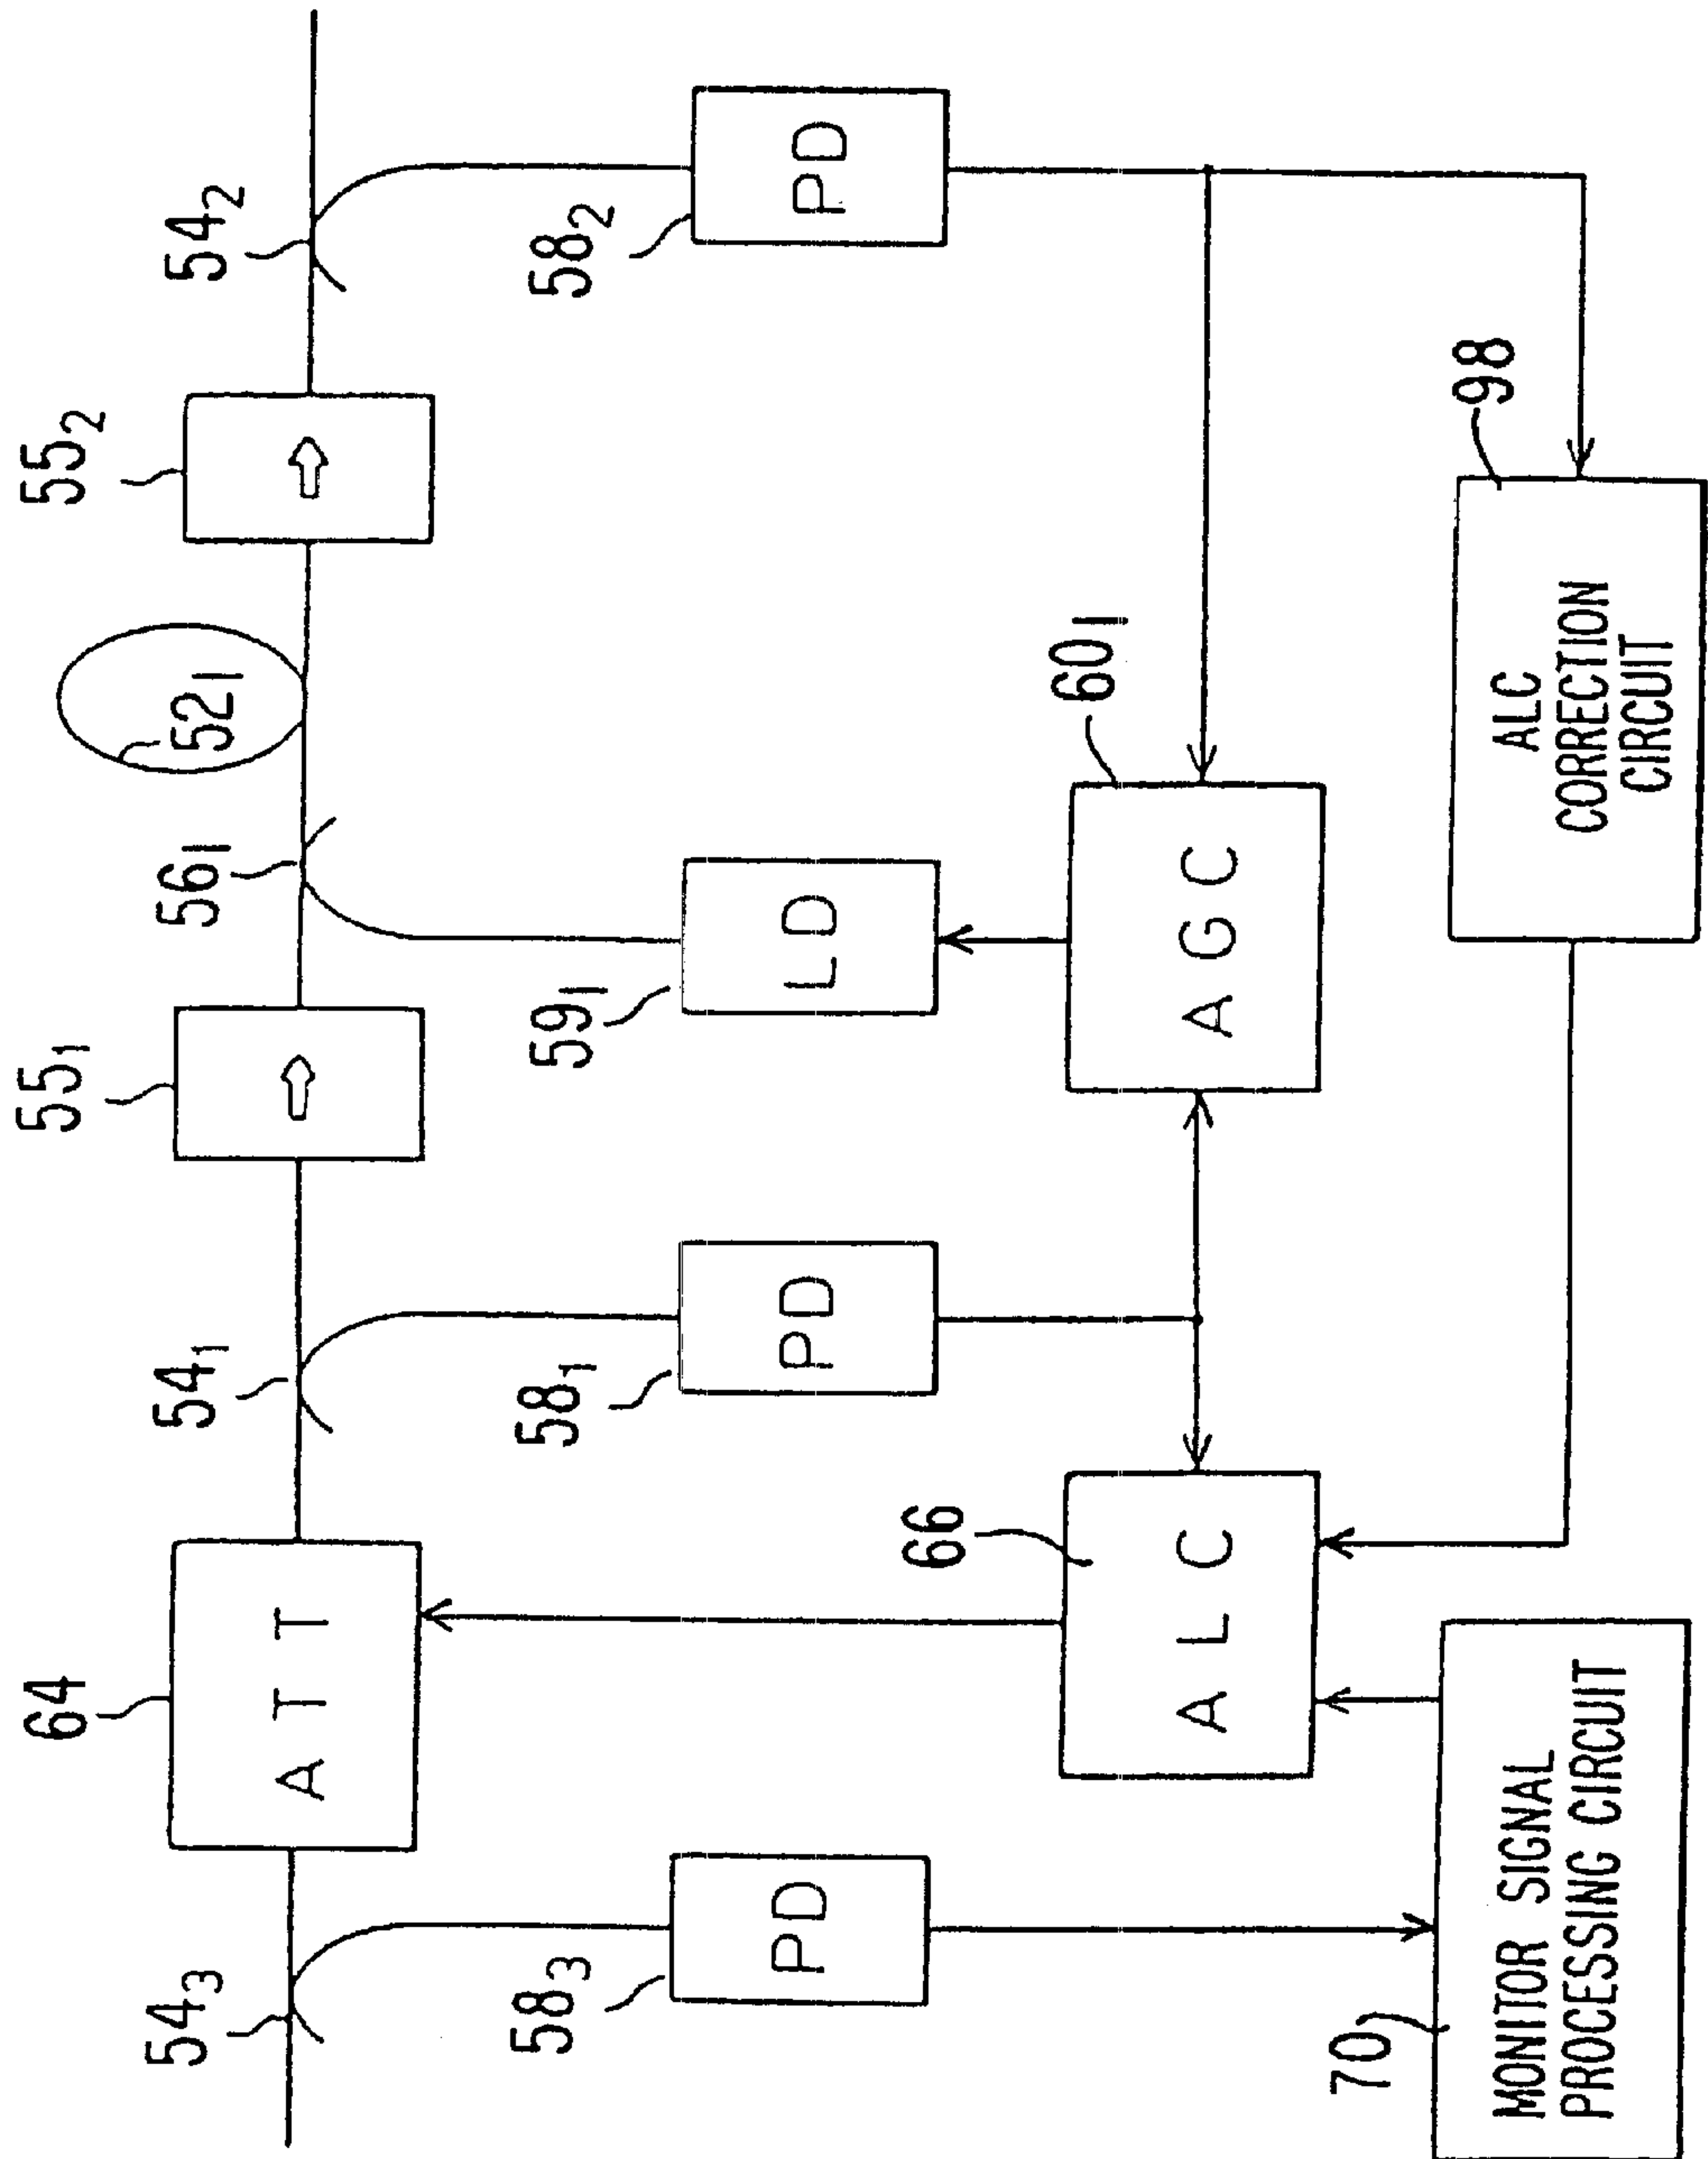 54₃
64
54₁
55₁
56₁
52₁
55₂
54₂
58₃
PD
ATT
58₁
PD
59₁
LD
58₂
PD
66
ALC
60₁
AGC
70
MONITOR SIGNAL
PROCESSING CIRCUIT
98
ALC
CORRECTION
CIRCUIT